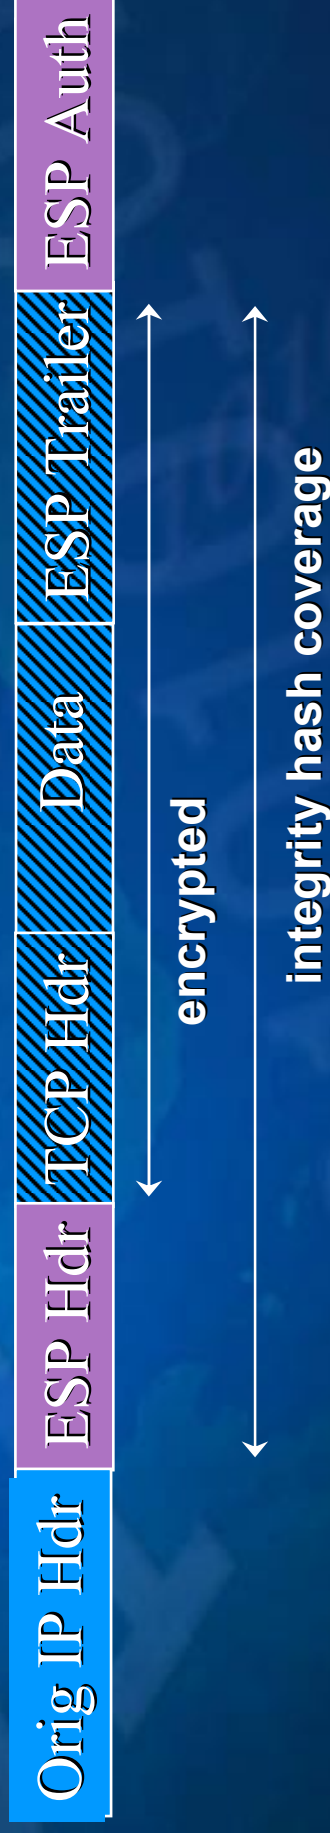 Orig IP Hdr
ESP Hdr
TCP Hdr
Data
ESP Trailer
ESP Auth
encrypted
integrity hash coverage